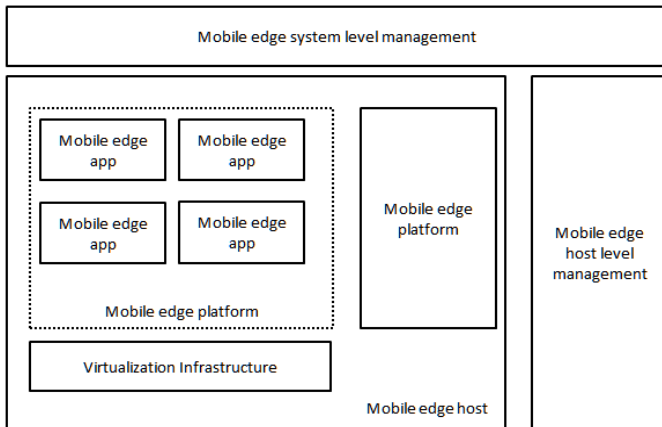 Mobile edge system level management
Mobile edge
app
Mobile edge
app
Mobile edge
app
Mobile edge
app
Mobile edge platform
Virtualization Infrastructure
Mobile edge
platform
Mobile edge host
Mobile edge
host level
management